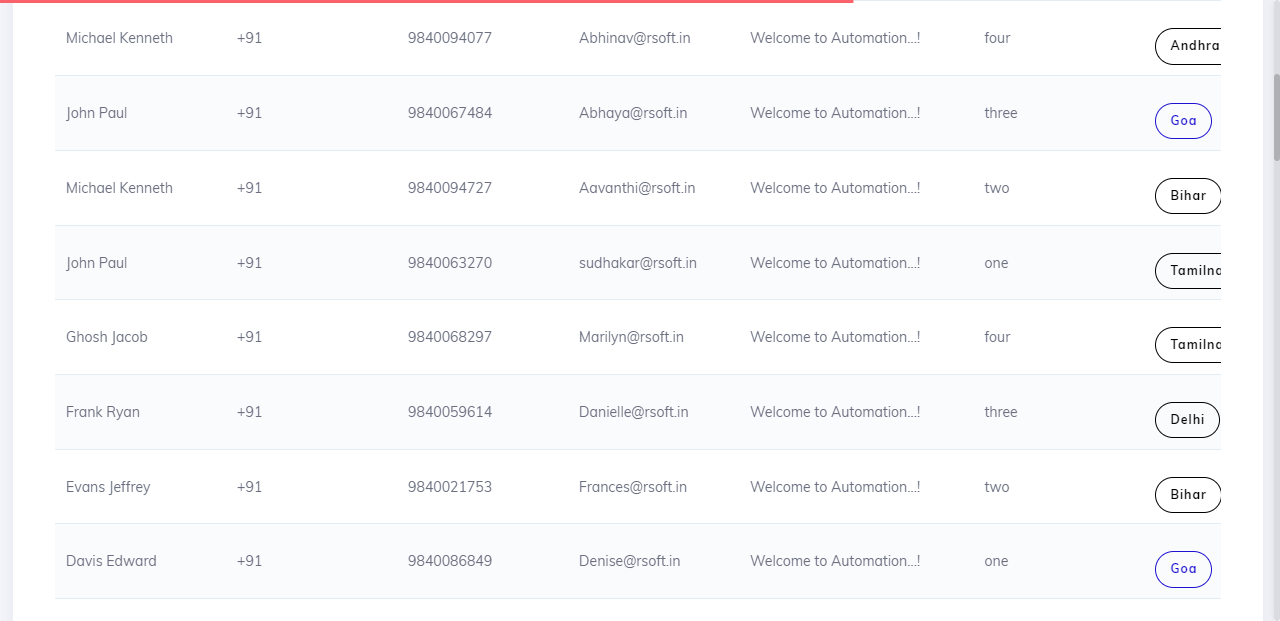 Michael Kenneth +91 9840094077 Abhinav@rsoft.in Welcome to Automation...! four Andhra
John Paul +91 9840067484 Abhaya@rsoft.in Welcome to Automation...! three Goa
Michael Kenneth +91 9840094727 Aavanthi@rsoft.in Welcome to Automation...! two Bihar
John Paul +91 9840063270 sudhakar@rsoft.in Welcome to Automation...! one
Ghosh Jacob +91 9840068297 Marilyn@rsoft.in Welcome to Automation...! four
Frank Ryan +91 9840059614 Danielle@rsoft.in Welcome to Automation...! three Delhi
Evans Jeffrey +91 9840021753 Frances@rsoft.in Welcome to Automation...! two Bihar
Davis Edward +91 9840086849 Denise@rsoft.in Welcome to Automation...! one Goa